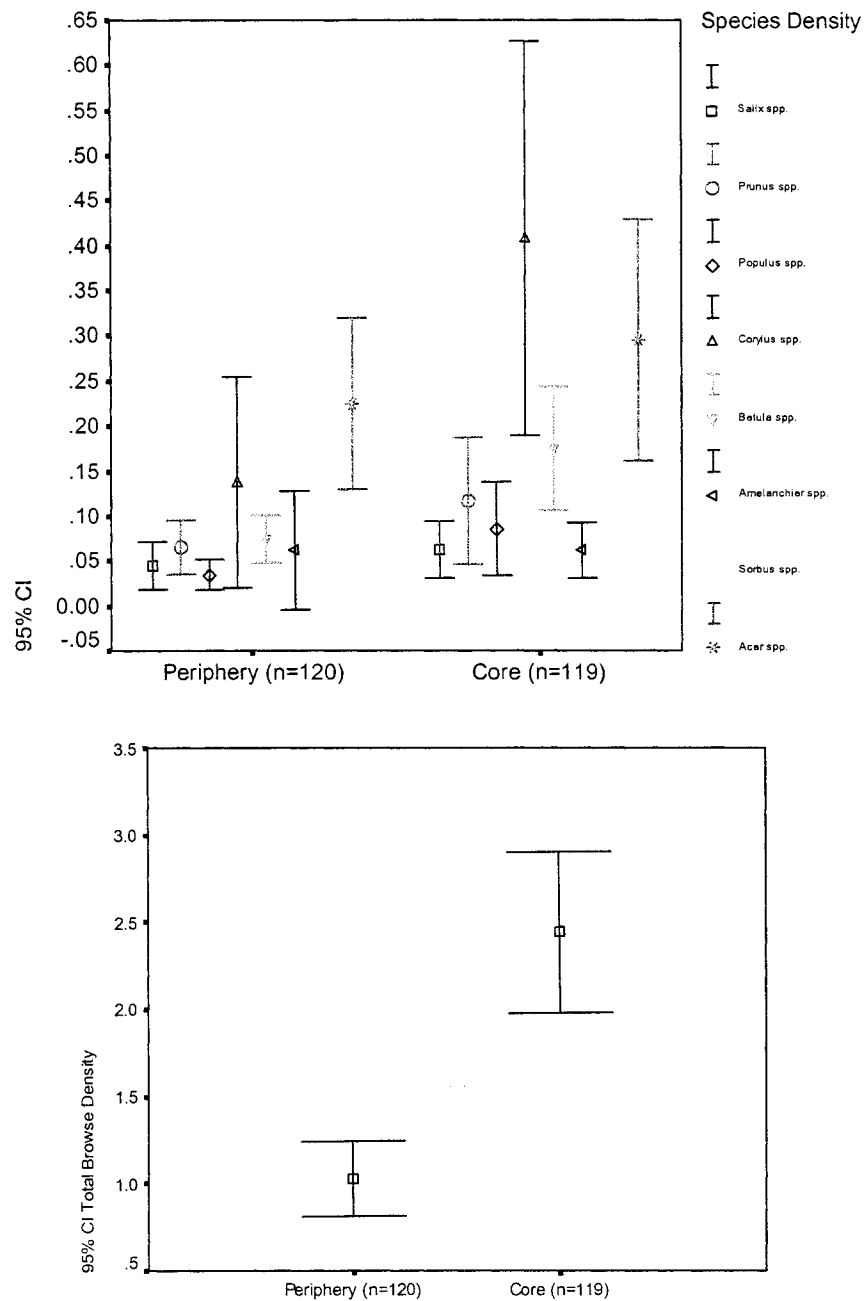 Species Density
.65
.60
.55
.50
.45
.40
.35
.30
.25
.20
.15
.10
.05
0.00
-.05
95% CI
Periphery (n=120)
Core (n=119)
Salix spp.
Prunus spp.
Populus spp.
Corylus spp.
Betula spp.
Amelanchier spp.
Sorbus spp.
Acer spp.
3.5
3.0
2.5
2.0
1.5
1.0
.5
95% CI Total Browse Density
Periphery (n=120)
Core (n=119)